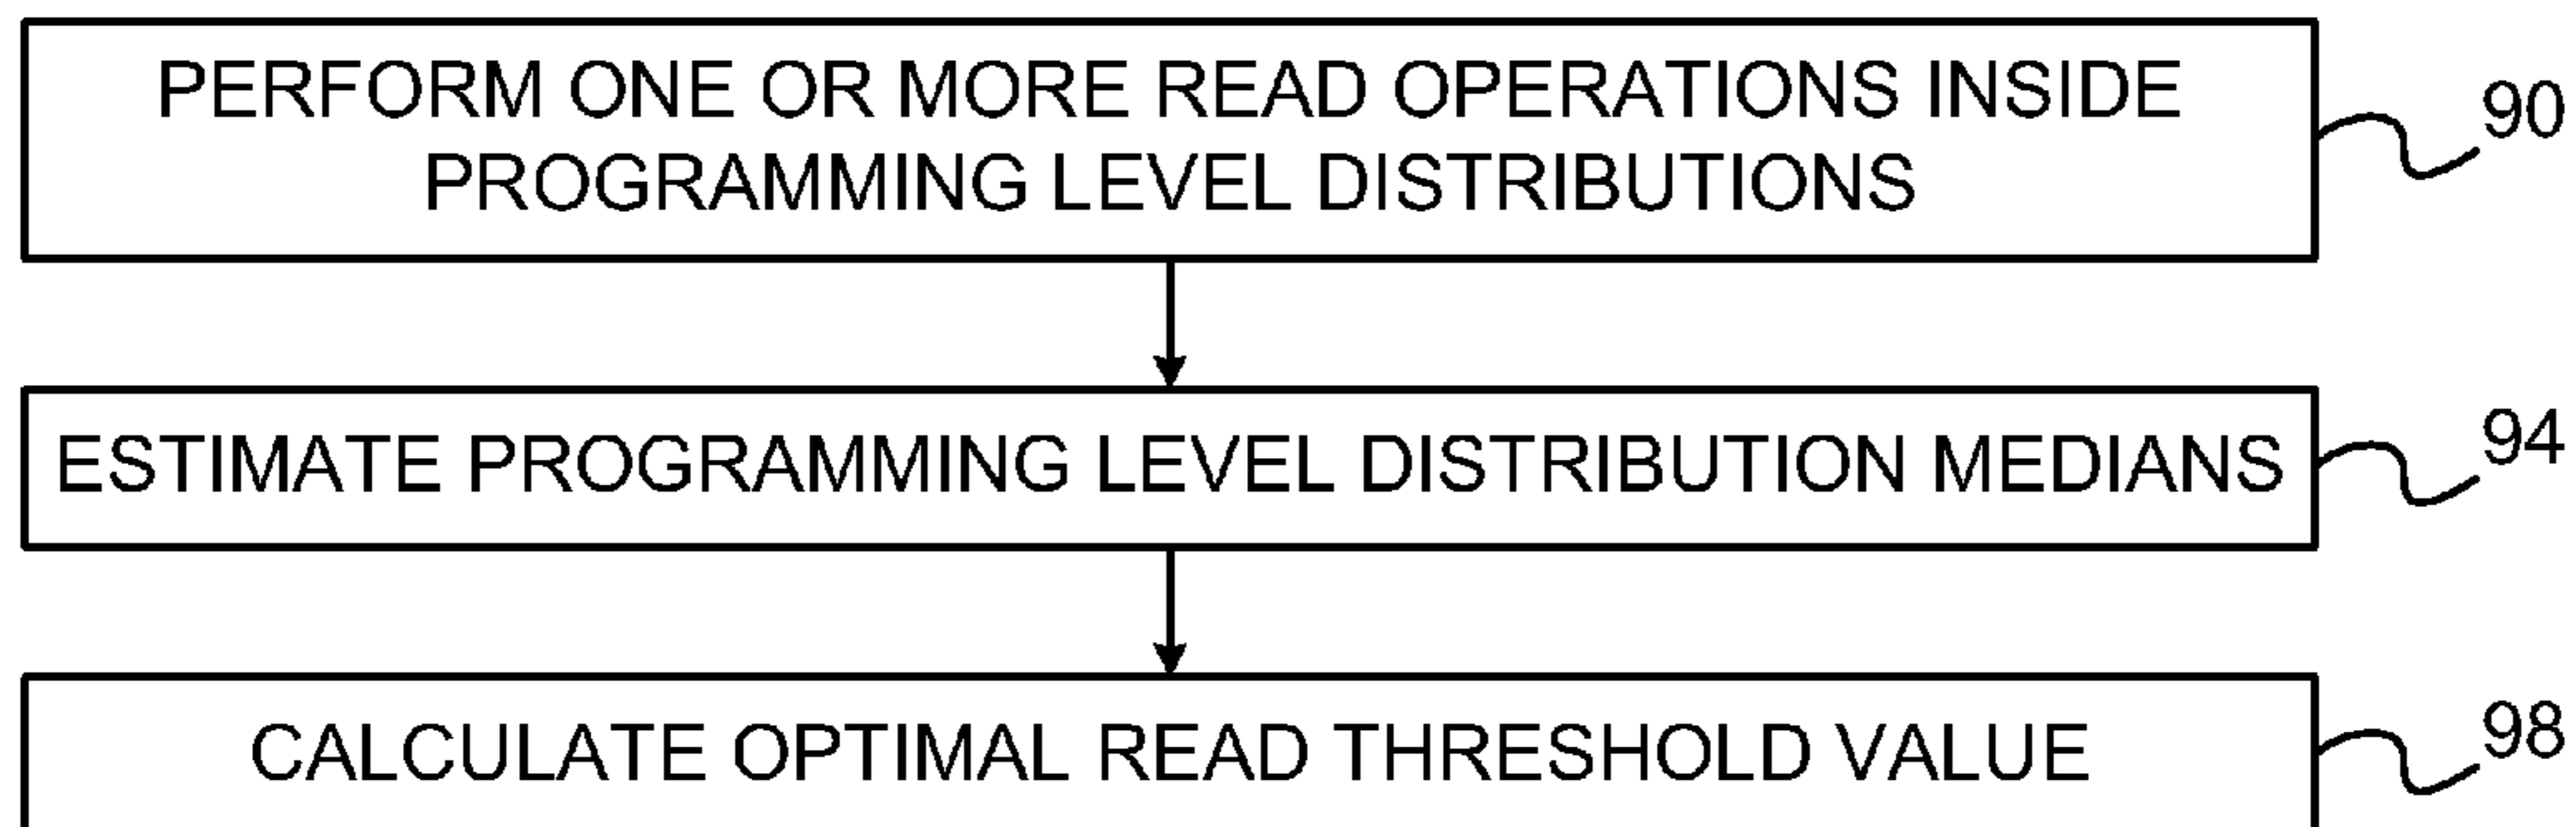 PERFORM ONE OR MORE READ OPERATIONS INSIDE
PROGRAMMING LEVEL DISTRIBUTIONS
90
ESTIMATE PROGRAMMING LEVEL DISTRIBUTION MEDIANS
94
CALCULATE OPTIMAL READ THRESHOLD VALUE
98